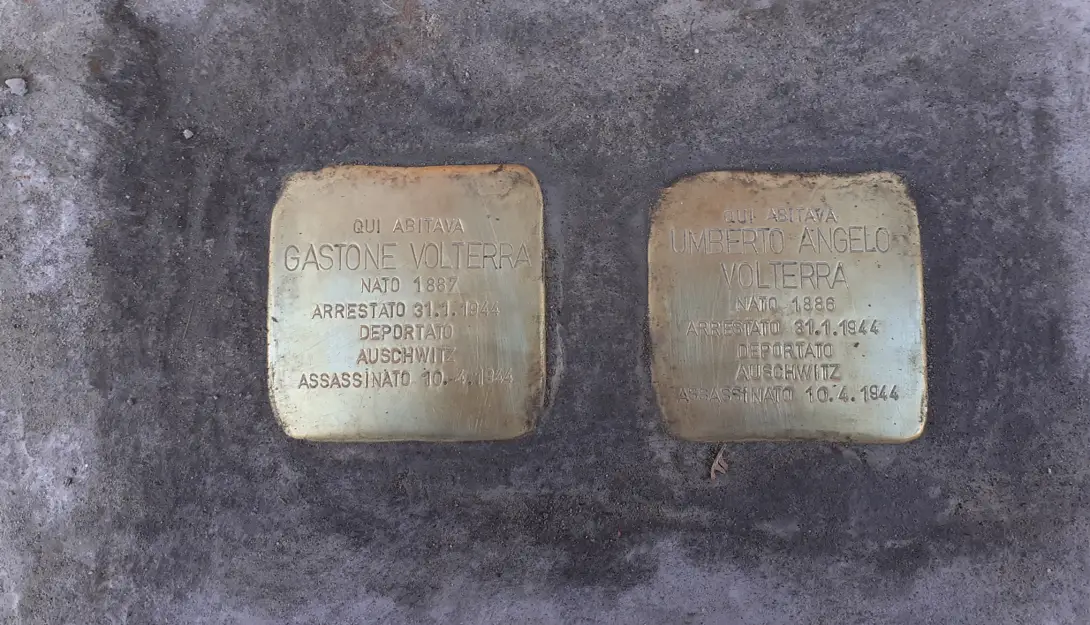 QUI ABITAVA
GASTONE VOLTERRA
NATO 1887
ARRESTATO 31.1.1944
DEPORTATO
AUSCHWITZ
ASSASSINATO 10.4.1944
QUI ABITAVA
UMBERTO ANGELO
VOLTERRA
NATO 1886
ARRESTATO 31.1.1944
DEPORTATO
AUSCHWITZ
ASSASSINATO 10.4.1944